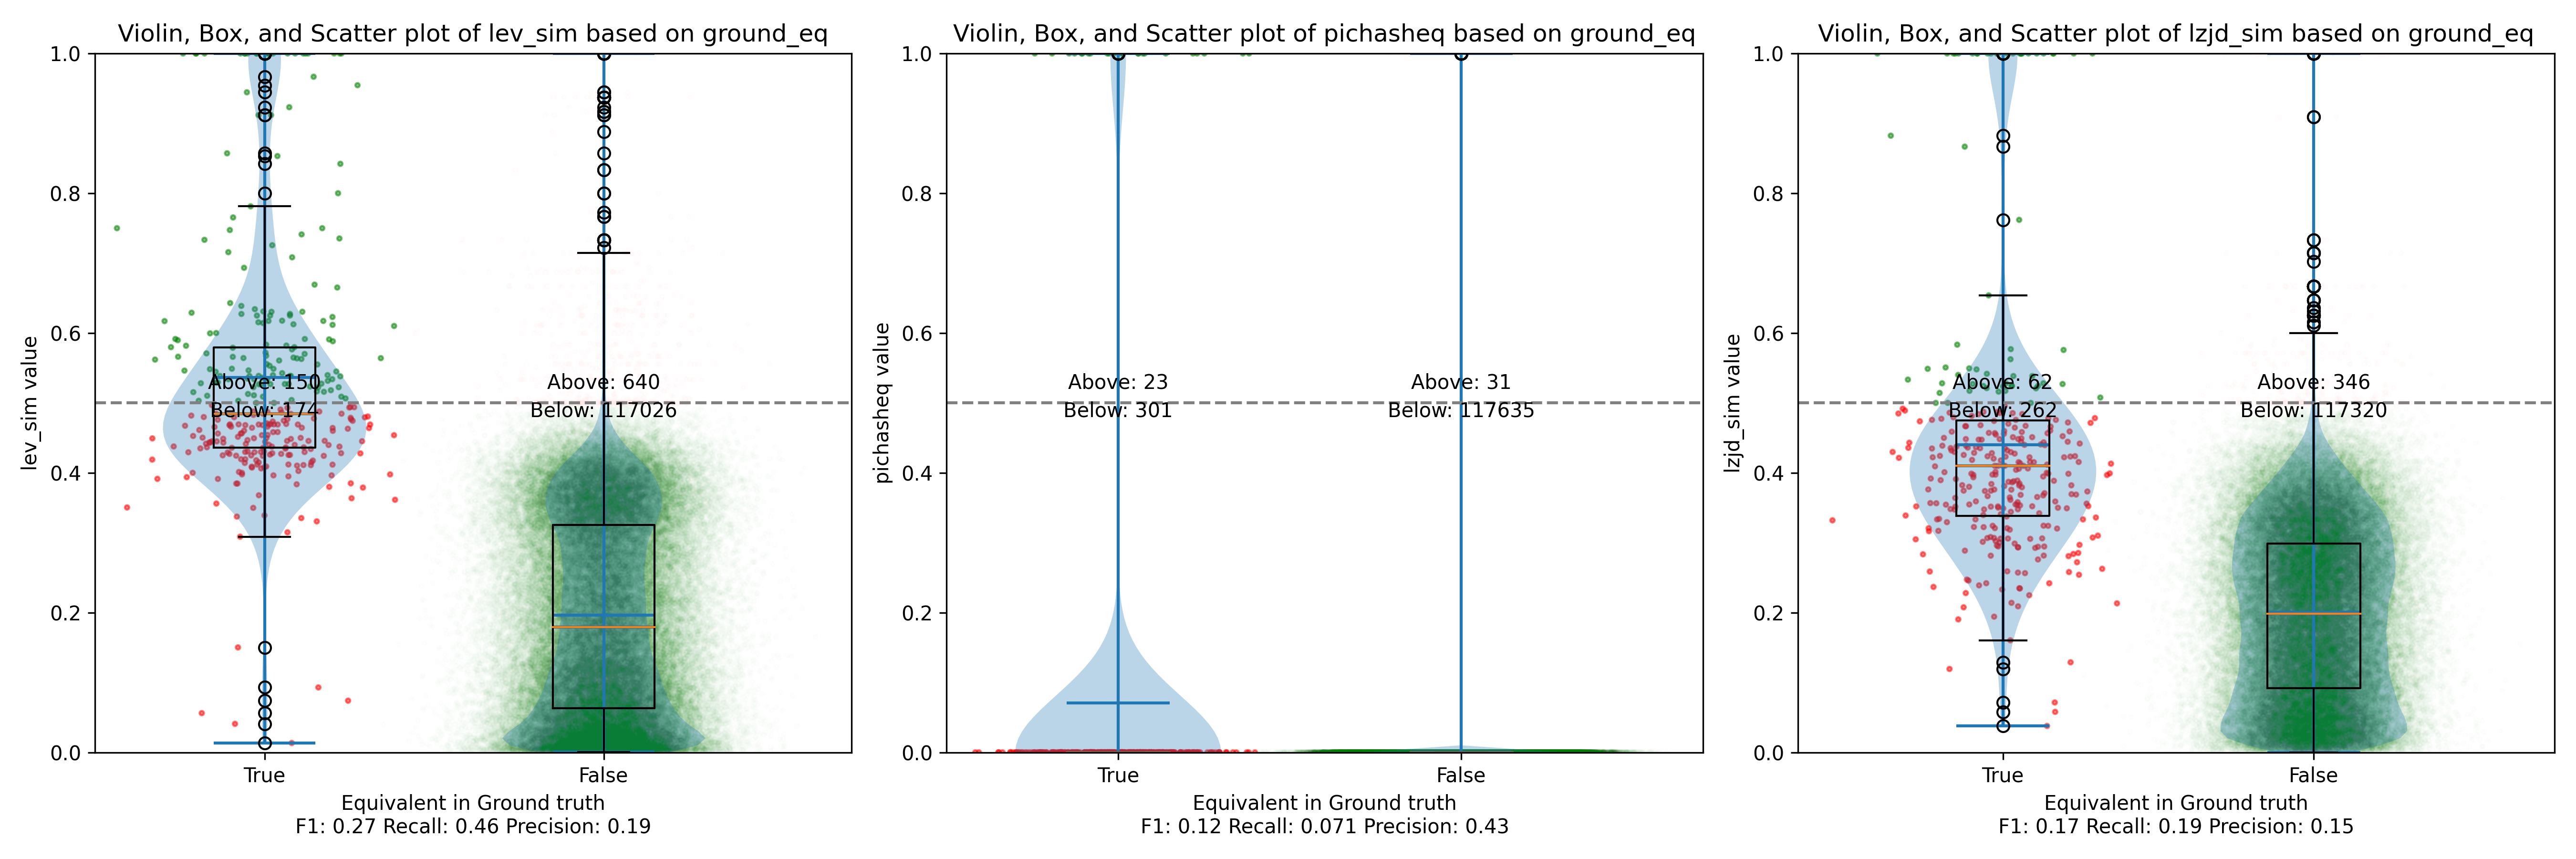 Violin, Box, and Scatter plot of lev_sim based on ground_eq
1.0
0.8
0.6
0.4
0.2
0.0
lev_sim value
Above: 150
Below: 174
Above: 640
Below: 117026
True
False
Equivalent in Ground truth
F1: 0.27 Recall: 0.46 Precision: 0.19
Violin, Box, and Scatter plot of pichasheq based on ground_eq
1.0
0.8
0.6
0.4
0.2
0.0
pichasheq value
Above: 23
Below: 301
Above: 31
Below: 117635
True
False
Equivalent in Ground truth
F1: 0.12 Recall: 0.071 Precision: 0.43
Violin, Box, and Scatter plot of lzjd_sim based on ground_eq
1.0
0.8
0.6
0.4
0.2
0.0
lzjd_sim value
Above: 62
Below: 262
Above: 346
Below: 117320
True
False
Equivalent in Ground truth
F1: 0.17 Recall: 0.19 Precision: 0.15